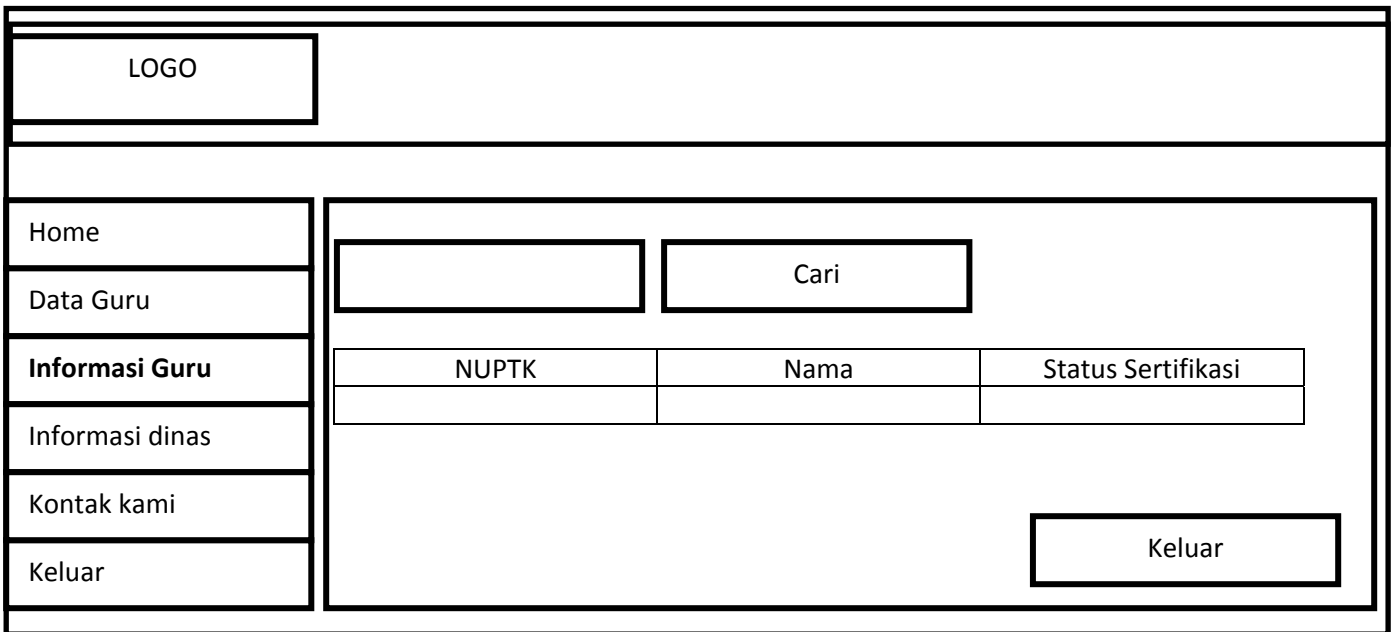 LOGO
Home
Data Guru
Informasi Guru
Informasi dinas
Kontak kami
Keluar
Cari
NUPTK Nama Status Sertifikasi
Keluar